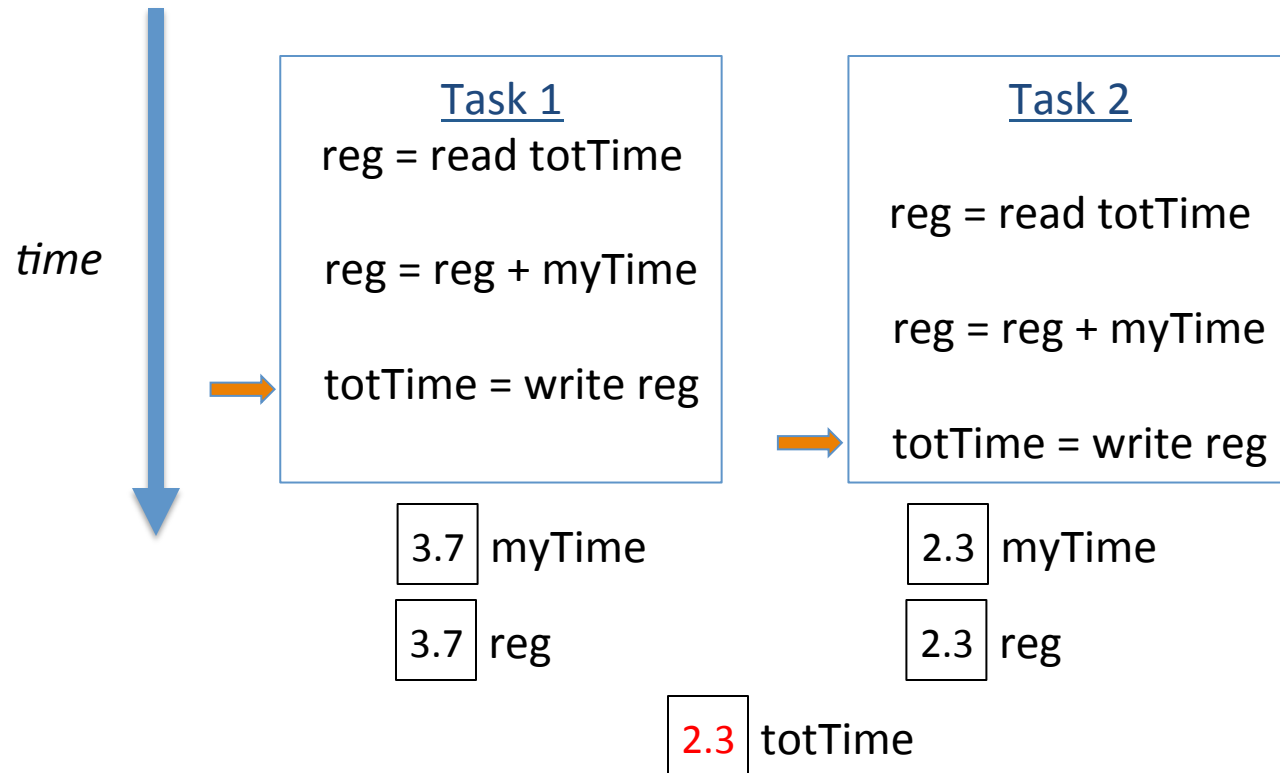 time
Task 1
reg = read totTime
reg = reg + myTime
totTime = write reg
3.7 myTime
3.7 reg
Task 2
reg = read totTime
reg = reg + myTime
totTime = write reg
2.3 myTime
2.3 reg
2.3 totTime